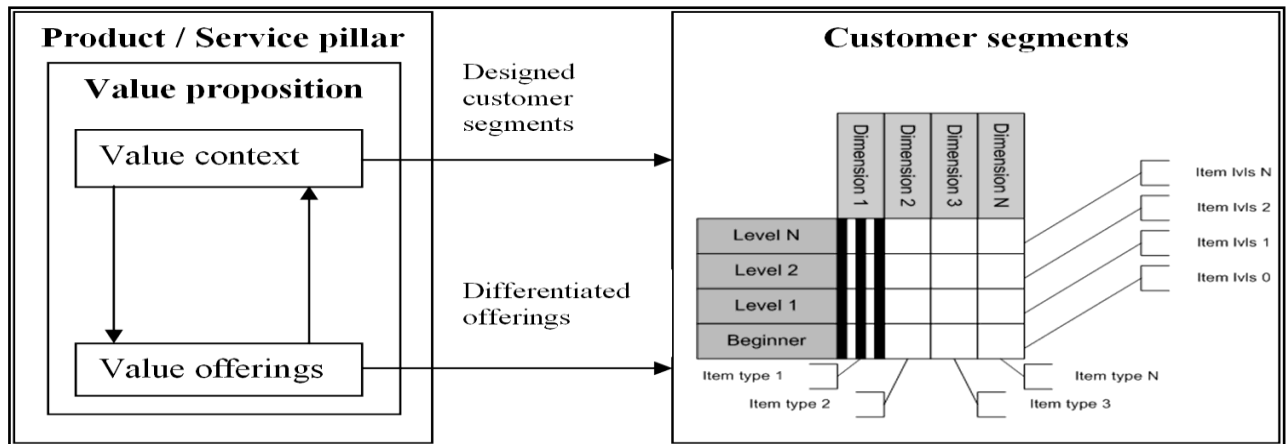 Product / Service pillar
Value proposition
Value context
Value offerings
Designed
customer
segments
Differentiated
offerings
Customer segments
Dimension 1
Dimension 2
Dimension 3
Dimension N
Level N
Level 2
Level 1
Beginner
Item lvls N
Item lvls 2
Item lvls 1
Item lvls 0
Item type 1
Item type 2
Item type 3
Item type N